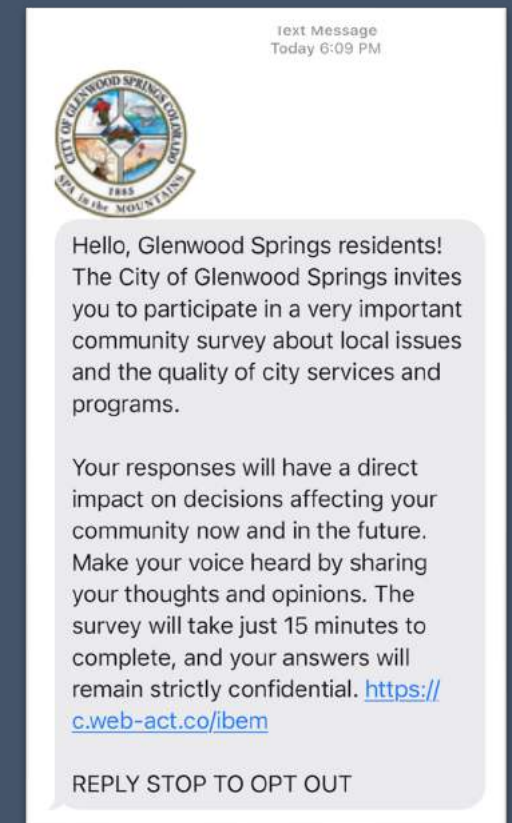 Text Message
Today 6:09 PM
CITY OF GLENWOOD SPRINGS COLORADO
1885
SPA in the MOUNTAINS
Hello, Glenwood Springs residents!
The City of Glenwood Springs invites
you to participate in a very important
community survey about local issues
and the quality of city services and
programs.
Your responses will have a direct
impact on decisions affecting your
community now and in the future.
Make your voice heard by sharing
your thoughts and opinions. The
survey will take just 15 minutes to
complete, and your answers will
remain strictly confidential. https://
c.web-act.co/ibem
REPLY STOP TO OPT OUT